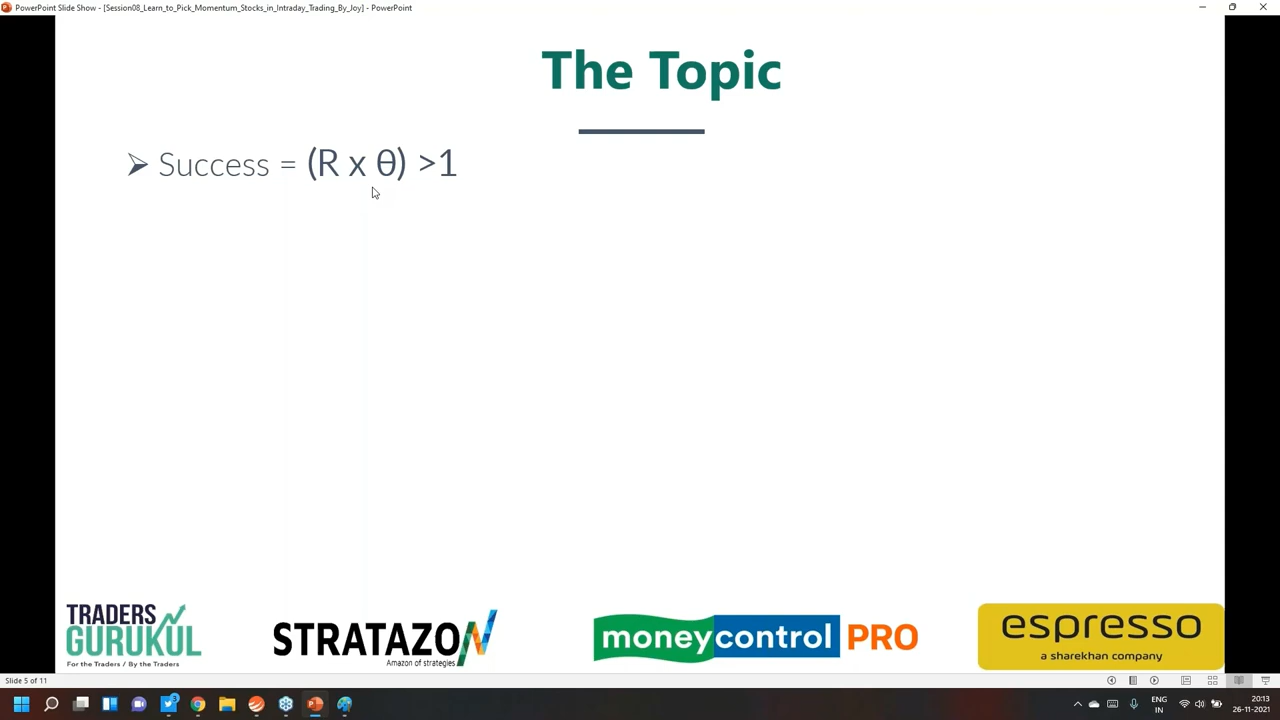 PowerPoint Slide Show - [Session08_Learn_to_Pick_Momentum_Stocks_in_Intraday_Trading_By_Joy] - PowerPoint
The Topic
➢ Success = (R x θ) >1
TRADERS
GURUKUL
For the Traders / By the Traders
STRATAZON
Amazon of strategies
moneycontrol PRO
espresso
a sharekhan company
Slide 5 of 11
3
ENG
IN
20:13
26-11-2021